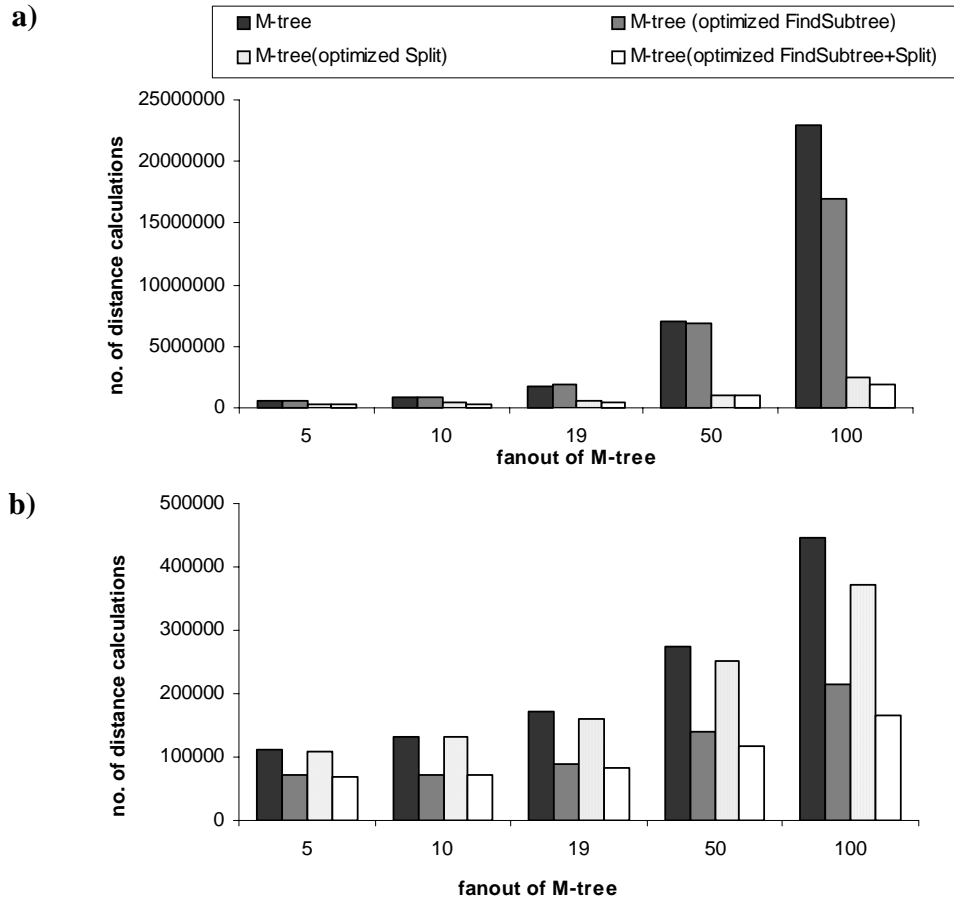 a)
M-tree
M-tree (optimized FindSubtree)
M-tree(optimized Split)
M-tree(optimized FindSubtree+Split)
25000000
20000000
15000000
10000000
5000000
0
no. of distance calculations
5 10 19 50 100
fanout of M-tree
b)
500000
400000
300000
200000
100000
0
no. of distance calculations
5 10 19 50 100
fanout of M-tree